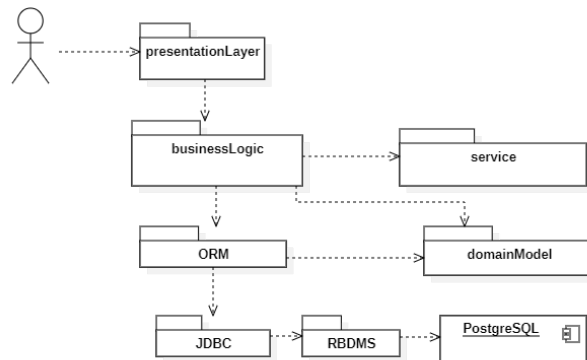 presentationLayer
businessLogic
service
ORM
domainModel
JDBC
RBDMS
PostgreSQL